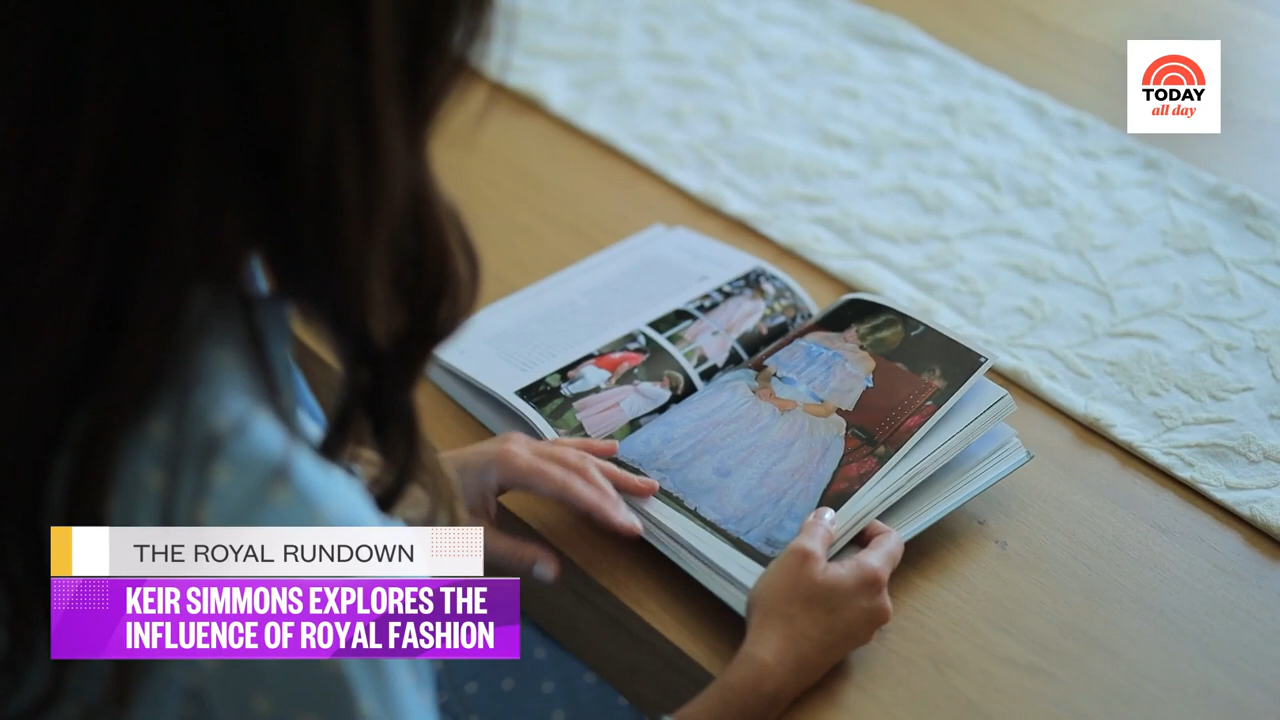 TODAY
all day
THE ROYAL RUNDOWN
KEIR SIMMONS EXPLORES THE
INFLUENCE OF ROYAL FASHION